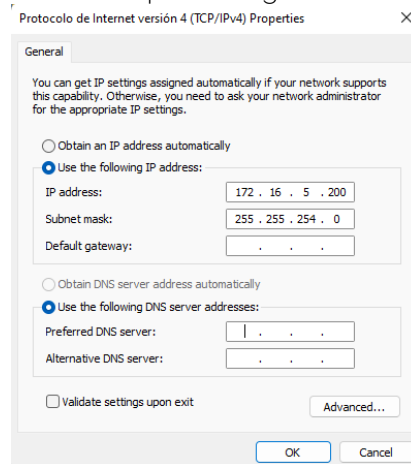 Protocolo de Internet versión 4 (TCP/IPv4) Properties
General
You can get IP settings assigned automatically if your network supports
this capability. Otherwise, you need to ask your network administrator
for the appropriate IP settings.
Obtain an IP address automatically
Use the following IP address:
IP address: 172 . 16 . 5 . 200
Subnet mask: 255 . 255 . 254 . 0
Default gateway: . . .
Obtain DNS server address automatically
Use the following DNS server addresses:
Preferred DNS server: . . .
Alternative DNS server: . . .
Validate settings upon exit
Advanced...
OK Cancel